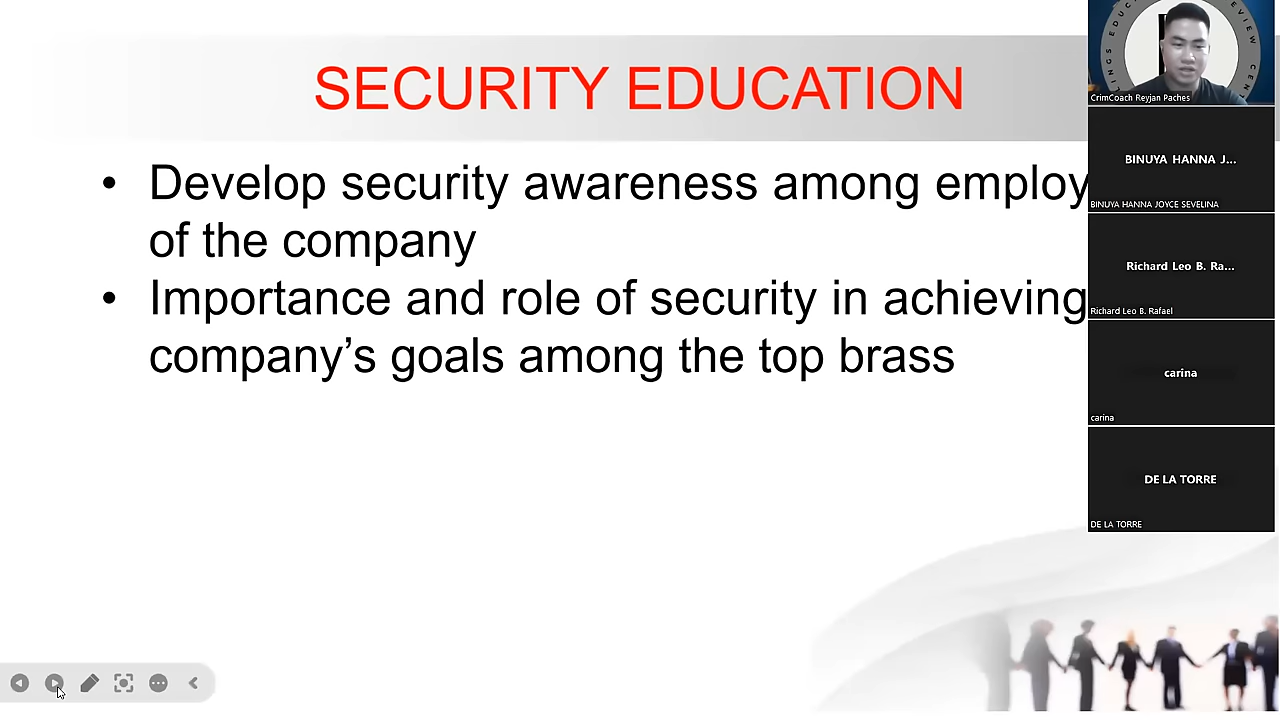 SECURITY EDUCATION
• Develop security awareness among employ
of the company
• Importance and role of security in achieving
company's goals among the top brass
CrimCoach Reyjan Paches
BINUYA HANNA J...
BINUYA HANNA JOYCE SEVELINA
Richard Leo B. Ra...
Richard Leo B. Rafael
carina
carina
DE LA TORRE
DE LA TORRE